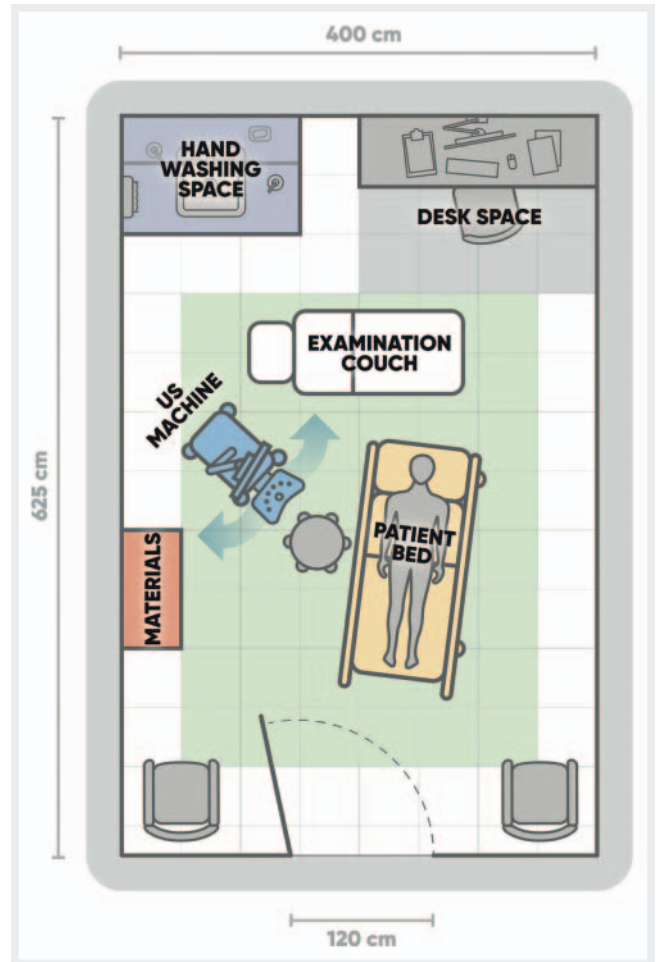 400 cm
HAND
WASHING
SPACE
DESK SPACE
EXAMINATION
COUCH
US
MACHINE
625 cm
PATIENT
BED
MATERIALS
120 cm